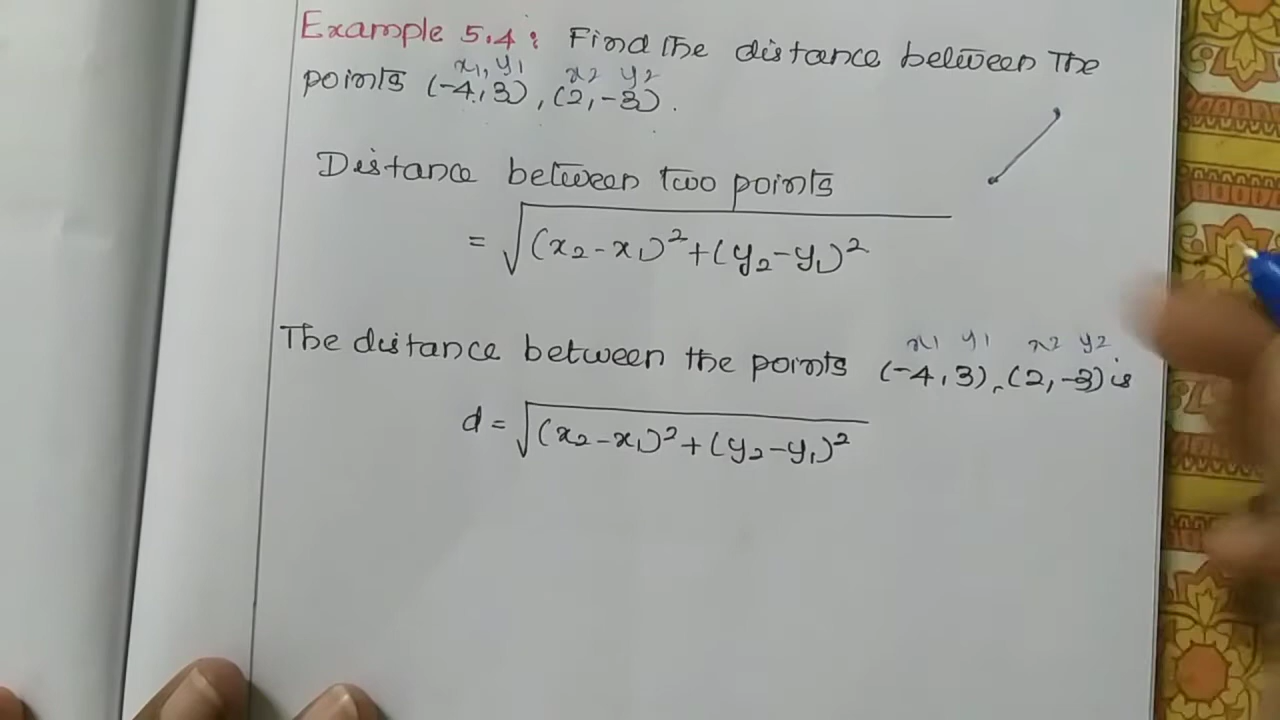 Example 5.4 : Find The distance between The
x1, y1 x2 y2
points (-4, 3), (2, -3).
Distance between two points
= √(x2 - x1)² + (y2 - y1)²
x1 y1 x2 y2
The distance between the points (-4, 3), (2, -3) is
d = √(x2 - x1)² + (y2 - y1)²